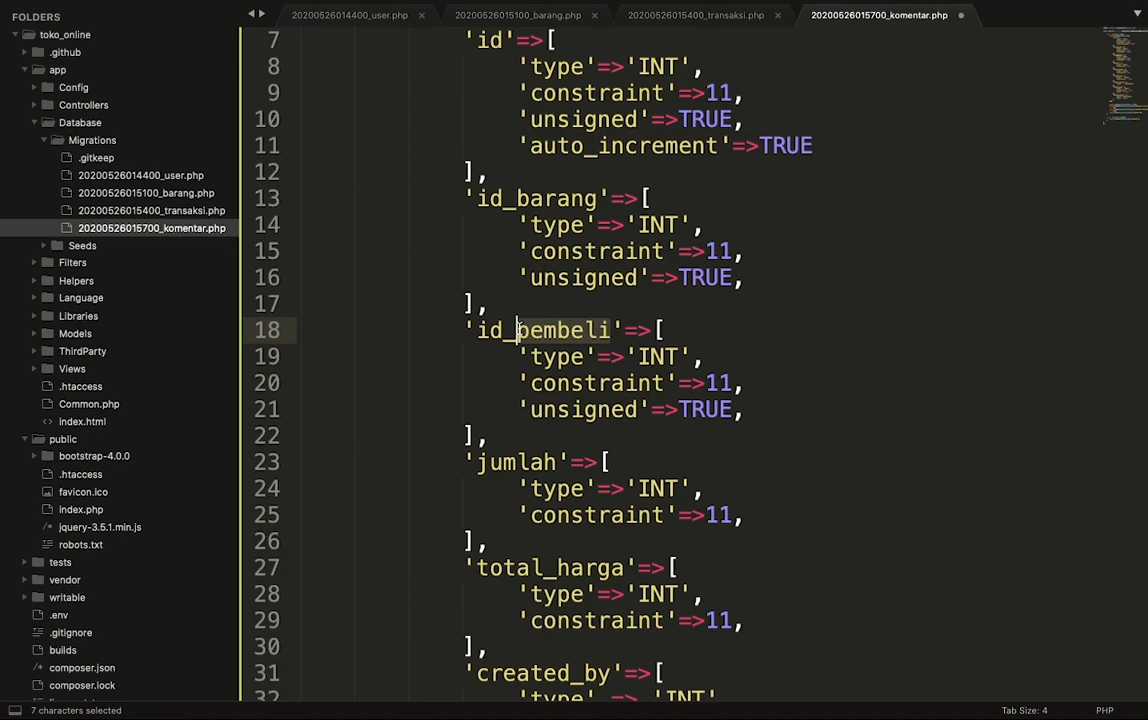 FOLDERS
toko_online
.github
app
Config
Controllers
Database
Migrations
.gitkeep
20200526014400_user.php
20200526015100_barang.php
20200526015400_transaksi.php
20200526015700_komentar.php
Seeds
Filters
Helpers
Language
Libraries
Models
ThirdParty
Views
.htaccess
Common.php
index.html
public
bootstrap-4.0.0
.htaccess
favicon.ico
index.php
jquery-3.5.1.min.js
robots.txt
tests
vendor
writable
.env
.gitignore
builds
composer.json
composer.lock
20200526014400_user.php
20200526015100_barang.php
20200526015400_transaksi.php
20200526015700_komentar.php
7 'id'=>[
8 'type'=>'INT',
9 'constraint'=>11,
10 'unsigned'=>TRUE,
11 'auto_increment'=>TRUE
12 ],
13 'id_barang'=>[
14 'type'=>'INT',
15 'constraint'=>11,
16 'unsigned'=>TRUE,
17 ],
18 'id_pembeli'=>[
19 'type'=>'INT',
20 'constraint'=>11,
21 'unsigned'=>TRUE,
22 ],
23 'jumlah'=>[
24 'type'=>'INT',
25 'constraint'=>11,
26 ],
27 'total_harga'=>[
28 'type'=>'INT',
29 'constraint'=>11,
30 ],
31 'created_by'=>[
32 'type' => 'INT'
7 characters selected
Tab Size: 4
PHP